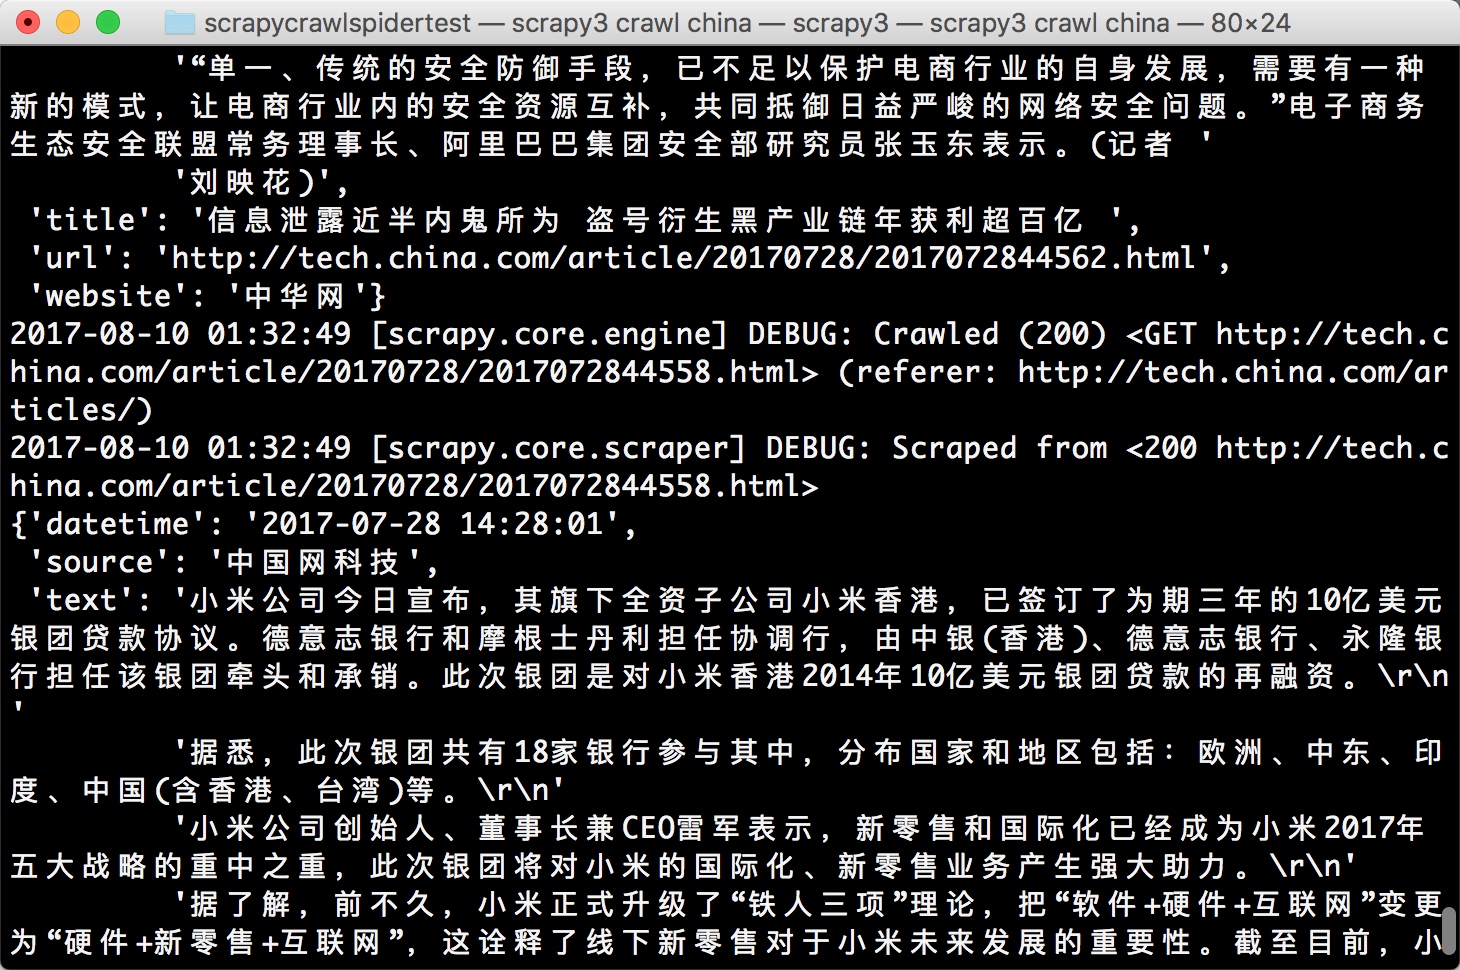 scrapycrawlspidertest — scrapy3 crawl china — scrapy3 — scrapy3 crawl china — 80×24
'“单一、传统的安全防御手段，已不足以保护电商行业的自身发展，需要有一种
新的模式，让电商行业内的安全资源互补，共同抵御日益严峻的网络安全问题。”电子商务
生态安全联盟常务理事长、阿里巴巴集团安全部研究员张玉东表示。(记者 '
'刘映花)',
'title': '信息泄露近半内鬼所为 盗号衍生黑产业链年获利超百亿 ',
'url': 'http://tech.china.com/article/20170728/2017072844562.html',
'website': '中华网'}
2017-08-10 01:32:49 [scrapy.core.engine] DEBUG: Crawled (200) <GET http://tech.c
hina.com/article/20170728/2017072844558.html> (referer: http://tech.china.com/ar
ticles/)
2017-08-10 01:32:49 [scrapy.core.scraper] DEBUG: Scraped from <200 http://tech.c
hina.com/article/20170728/2017072844558.html>
{'datetime': '2017-07-28 14:28:01',
'source': '中国网科技',
'text': '小米公司今日宣布，其旗下全资子公司小米香港，已签订了为期三年的10亿美元
银团贷款协议。德意志银行和摩根士丹利担任协调行，由中银(香港)、德意志银行、永隆银
行担任该银团牵头和承销。此次银团是对小米香港2014年10亿美元银团贷款的再融资。\r\n
'
'据悉，此次银团共有18家银行参与其中，分布国家和地区包括：欧洲、中东、印
度、中国(含香港、台湾)等。\r\n'
'小米公司创始人、董事长兼CEO雷军表示，新零售和国际化已经成为小米2017年
五大战略的重中之重，此次银团将对小米的国际化、新零售业务产生强大助力。\r\n'
'据了解，前不久，小米正式升级了“铁人三项”理论，把“软件+硬件+互联网”变更
为“硬件+新零售+互联网”，这诠释了线下新零售对于小米未来发展的重要性。截至目前，小